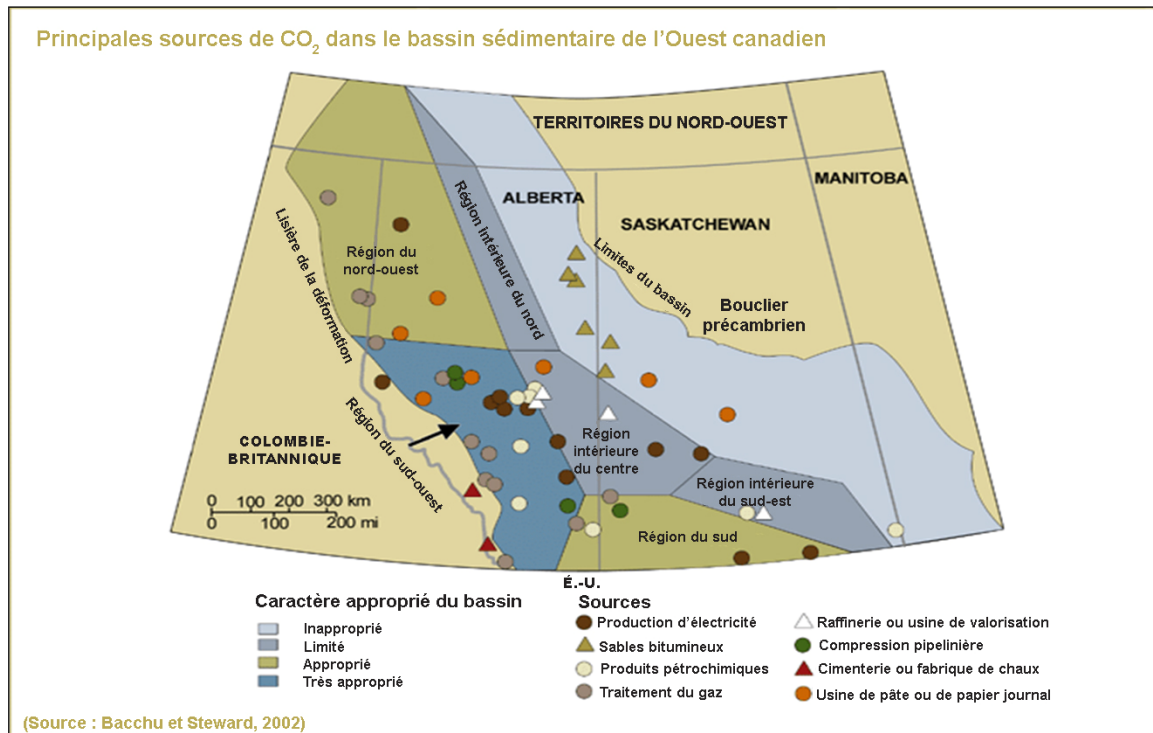 Principales sources de CO₂ dans le bassin sédimentaire de l'Ouest canadien
TERRITOIRES DU NORD-OUEST
MANITOBA
ALBERTA
SASKATCHEWAN
Région intérieure du nord
Lisière de la déformation
Région du
nord-ouest
Limites du bassin
Bouclier
précambrien
Région du sud-ouest
COLOMBIE-
BRITANNIQUE
Région
intérieure
du centre
Région intérieure
du sud-est
Région du sud
0 100 200 300 km
0 100 200 mi
É.-U.
Caractère approprié du bassin
Inapproprié
Limité
Approprié
Très approprié
Sources
Production d'électricité
Sables bitumineux
Produits pétrochimiques
Traitement du gaz
Raffinerie ou usine de valorisation
Compression pipelinière
Cimenterie ou fabrique de chaux
Usine de pâte ou de papier journal
(Source : Bacchu et Steward, 2002)